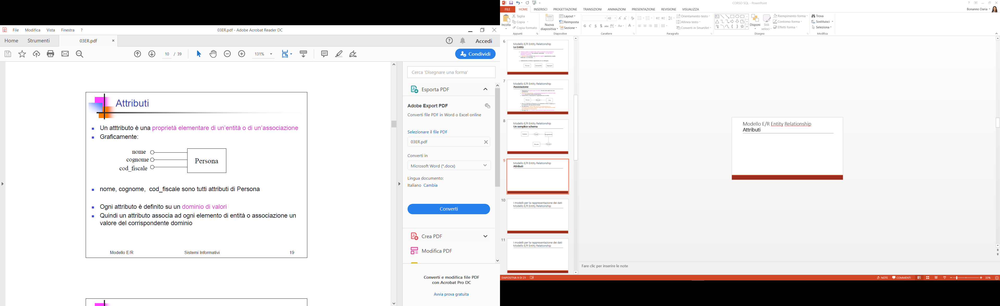 File Modifica Vista Finestra ?
03ER.pdf - Adobe Acrobat Reader DC
Home Strumenti 03ER.pdf × Accedi
10 / 39 131% Condividi
Attributi
Un atttributo è una proprietà elementare di un'entità o di un'associazione
Graficamente:
nome
cognome
cod_fiscale
Persona
nome, cognome, cod_fiscale sono tutti attributi di Persona
Ogni attributo è definito su un dominio di valori
Quindi un attributo associa ad ogni elemento di entità o associazione un
valore del corrispondente dominio
Modello E/R Sistemi Informativi 19
Cerca 'Disegnare una forma'
Esporta PDF
Adobe Export PDF
Converti file PDF in Word o Excel online
Selezionare il file PDF
03ER.pdf
Converti in
Microsoft Word (*.docx)
Lingua documento:
Italiano Cambia
Converti
Crea PDF
Modifica PDF
Converti e modifica file PDF
con Acrobat Pro DC
Avvia prova gratuita
CORSO SQL - PowerPoint
FILE HOME INSERISCI PROGETTAZIONE TRANSIZIONI ANIMAZIONI PRESENTAZIONE REVISIONE VISUALIZZA
Bonanno Daria
Incolla
Taglia
Copia
Copia formato
Appunti
Nuova
diapositiva
Layout
Reimposta
Sezione
Diapositive
48
G C S S abc AV Aa A
Carattere
Orientamento testo
Allinea testo
Converti in SmartArt
Paragrafo
Disponi
Stili
veloci
Riempimento forma
Contorno forma
Effetti forma
Disegno
Trova
Sostituisci
Seleziona
Modifica
6
Modello E/R Entity Relationship
Le Entità
7
Modello E/R Entity Relationship
Associazione
8
Modello E/R Entity Relationship
Un semplice schema
9
Modello E/R Entity Relationship
Attributi
10
I modelli per la rappresentazione dei dati
Modello E/R Entity Relationship
11
I modelli per la rappresentazione dei dati
Modello E/R Entity Relationship
Modello E/R Entity Relationship
Attributi
Fare clic per inserire le note
DIAPOSITIVA 9 DI 21
NOTE COMMENTI 33%